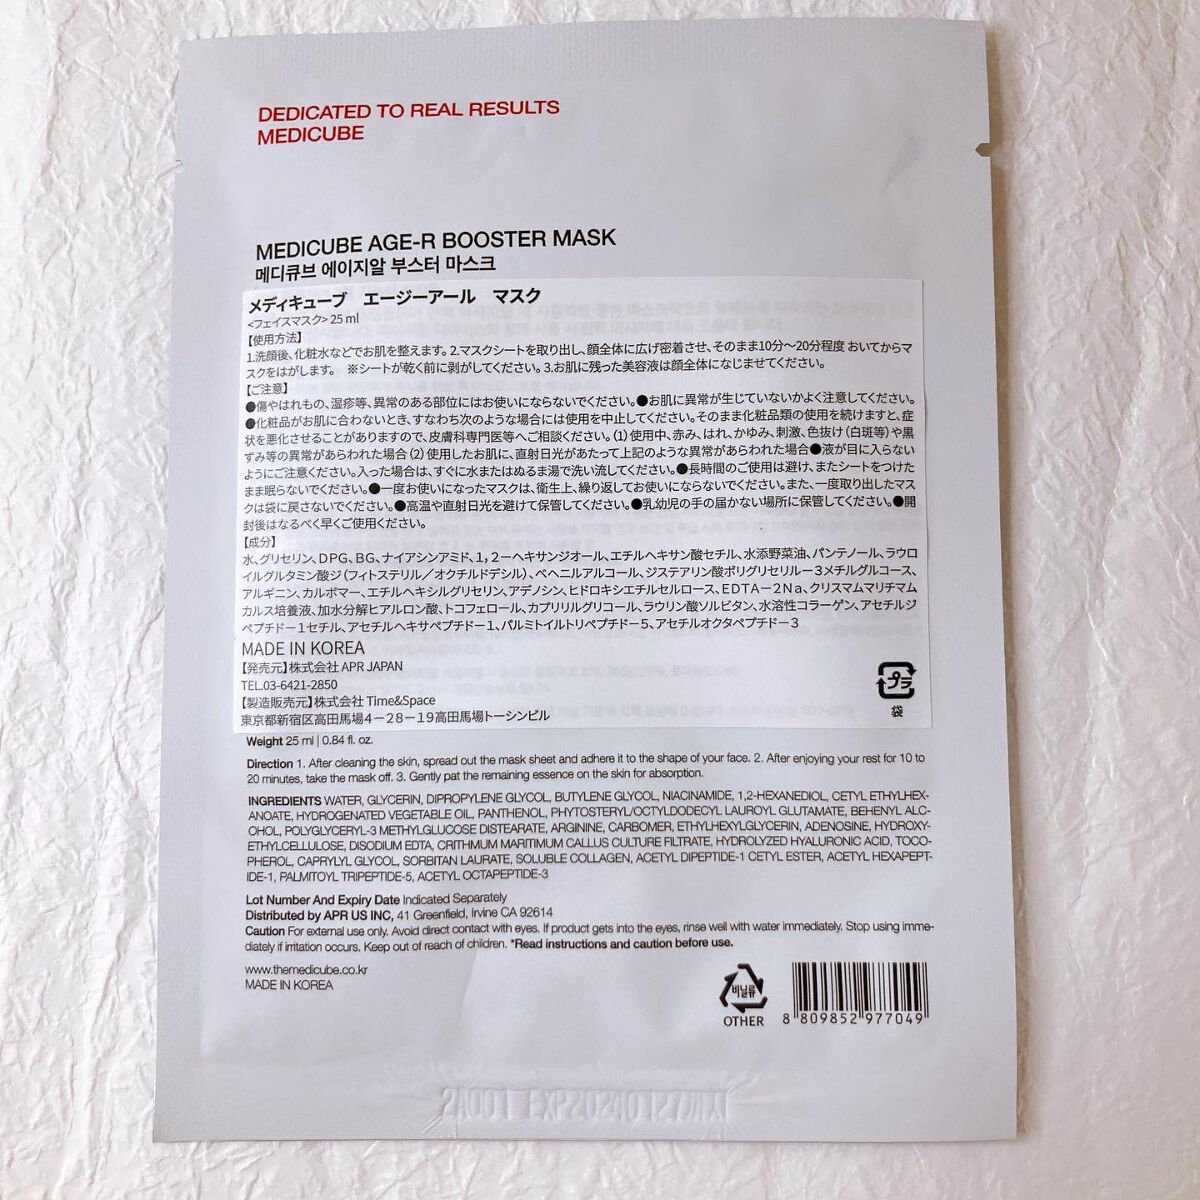 DEDICATED TO REAL RESULTS
MEDICUBE
MEDICUBE AGE-R BOOSTER MASK
메디큐브 에이지알 부스터 마스크
メディキューブ　エージーアール　マスク
<フェイスマスク> 25 ml
【使用方法】
1.洗顔後、化粧水などでお肌を整えます。2.マスクシートを取り出し、顔全体に広げ密着させ、そのまま10分〜20分程度 おいてからマ
スクをはがします。 ※シートが乾く前に剥がしてください。3.お肌に残った美容液は顔全体になじませてください。
【ご注意】
●傷やはれもの、湿疹等、異常のある部位にはお使いにならないでください。●お肌に異常が生じていないかよく注意してください。
●化粧品がお肌に合わないとき、すなわち次のような場合には使用を中止してください。そのまま化粧品類の使用を続けますと、症
状を悪化させることがありますので、皮膚科専門医等へご相談ください。(1)使用中、赤み、はれ、かゆみ、刺激、色抜け(白斑等)や黒
ずみ等の異常があらわれた場合(2)使用したお肌に、直射日光があたって上記のような異常があらわれた場合●液が目に入らない
ようにご注意ください。入った場合は、すぐに水またはぬるま湯で洗い流してください。●長時間のご使用は避け、またシートをつけた
まま眠らないでください。●一度お使いになったマスクは、衛生上、繰り返してお使いにならないでください。また、一度取り出したマス
クは袋に戻さないでください。●高温や直射日光を避けて保管してください。●乳幼児の手の届かない場所に保管してください。●開
封後はなるべく早くご使用ください。
【成分】
水、グリセリン、DPG、BG、ナイアシンアミド、1,2－ヘキサンジオール、エチルヘキサン酸セチル、水添野菜油、パンテノール、ラウロ
イルグルタミン酸ジ(フィトステリル／オクチルドデシル)、ベヘニルアルコール、ジステアリン酸ポリグリセリル－3メチルグルコース、
アルギニン、カルボマー、エチルヘキシルグリセリン、アデノシン、ヒドロキシエチルセルロース、EDTA－2Na、クリスマムマリチマム
カルス培養液、加水分解ヒアルロン酸、トコフェロール、カプリリルグリコール、ラウリン酸ソルビタン、水溶性コラーゲン、アセチルジ
ペプチド－1セチル、アセチルヘキサペプチド－1、パルミトイルトリペプチド－5、アセチルオクタペプチド－3
MADE IN KOREA
【発売元】株式会社 APR JAPAN
TEL.03-6421-2850
【製造販売元】株式会社 Time&Space
東京都新宿区高田馬場4－28－19高田馬場トーシンビル
プラ
袋
Weight 25 ml | 0.84 fl. oz.
Direction 1. After cleaning the skin, spread out the mask sheet and adhere it to the shape of your face. 2. After enjoying your rest for 10 to
20 minutes, take the mask off. 3. Gently pat the remaining essence on the skin for absorption.
INGREDIENTS WATER, GLYCERIN, DIPROPYLENE GLYCOL, BUTYLENE GLYCOL, NIACINAMIDE, 1,2-HEXANEDIOL, CETYL ETHYLHEX-
ANOATE, HYDROGENATED VEGETABLE OIL, PANTHENOL, PHYTOSTERYL/OCTYLDODECYL LAUROYL GLUTAMATE, BEHENYL ALC-
OHOL, POLYGLYCERYL-3 METHYLGLUCOSE DISTEARATE, ARGININE, CARBOMER, ETHYLHEXYLGLYCERIN, ADENOSINE, HYDROXY-
ETHYLCELLULOSE, DISODIUM EDTA, CRITHMUM MARITIMUM CALLUS CULTURE FILTRATE, HYDROLYZED HYALURONIC ACID, TOCO-
PHEROL, CAPRYLYL GLYCOL, SORBITAN LAURATE, SOLUBLE COLLAGEN, ACETYL DIPEPTIDE-1 CETYL ESTER, ACETYL HEXAPEPT-
IDE-1, PALMITOYL TRIPEPTIDE-5, ACETYL OCTAPEPTIDE-3
Lot Number And Expiry Date Indicated Separately
Distributed by APR US INC, 41 Greenfield, Irvine CA 92614
Caution For external use only. Avoid direct contact with eyes. If product gets into the eyes, rinse well with water immediately. Stop using imme-
diately if irritation occurs. Keep out of reach of children. *Read instructions and caution before use.
www.themedicube.co.kr
MADE IN KOREA
비닐류
OTHER
8 809852 977049